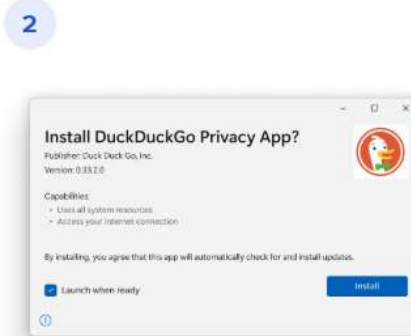 2
Install DuckDuckGo Privacy App?
Publisher: Duck Duck Go, Inc.
Version: 0.33.2.0
Capabilities:
• Uses all system resources
• Access your Internet connection
By installing, you agree that this app will automatically check for and install updates.
Launch when ready
Install